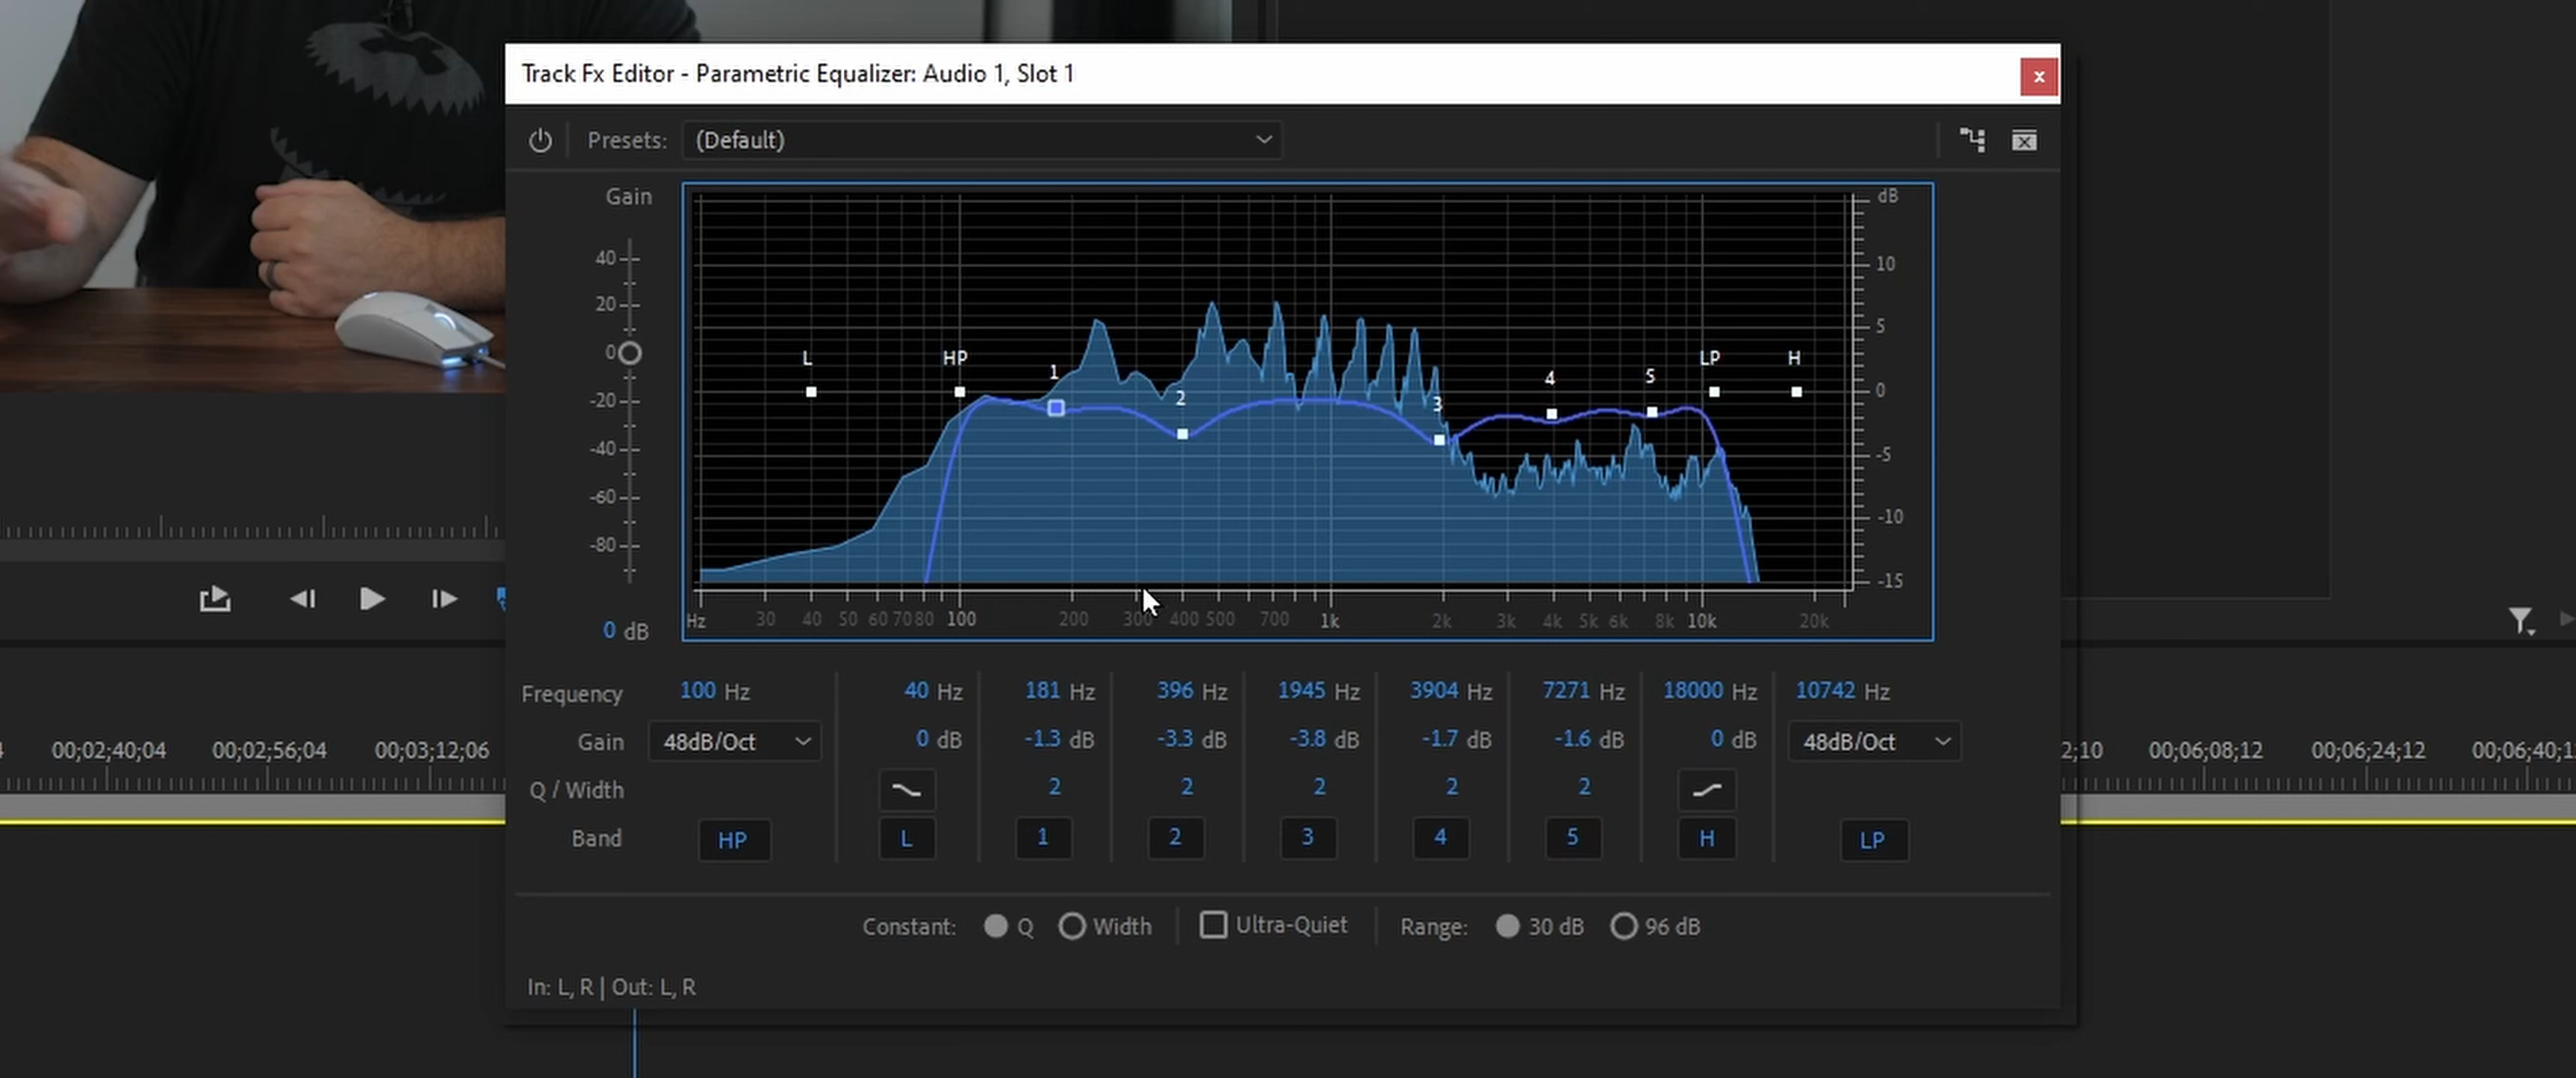 Track Fx Editor - Parametric Equalizer: Audio 1, Slot 1
Presets: (Default)
Gain
40
20
0
-20
-40
-60
-80
0 dB
dB
10
5
0
-5
-10
-15
L HP 1 2 3 4 5 LP H
Hz 30 40 50 60 70 80 100 200 300 400 500 700 1k 2k 3k 4k 5k 6k 8k 10k 20k
Frequency 100 Hz 40 Hz 181 Hz 396 Hz 1945 Hz 3904 Hz 7271 Hz 18000 Hz 10742 Hz
Gain 48dB/Oct 0 dB -1.3 dB -3.3 dB -3.8 dB -1.7 dB -1.6 dB 0 dB 48dB/Oct
Q / Width 2 2 2 2 2
Band HP L 1 2 3 4 5 H LP
Constant: Q Width Ultra-Quiet Range: 30 dB 96 dB
In: L, R | Out: L, R
00;02;40;04 00;02;56;04 00;03;12;06
2;10 00;06;08;12 00;06;24;12 00;06;40;1